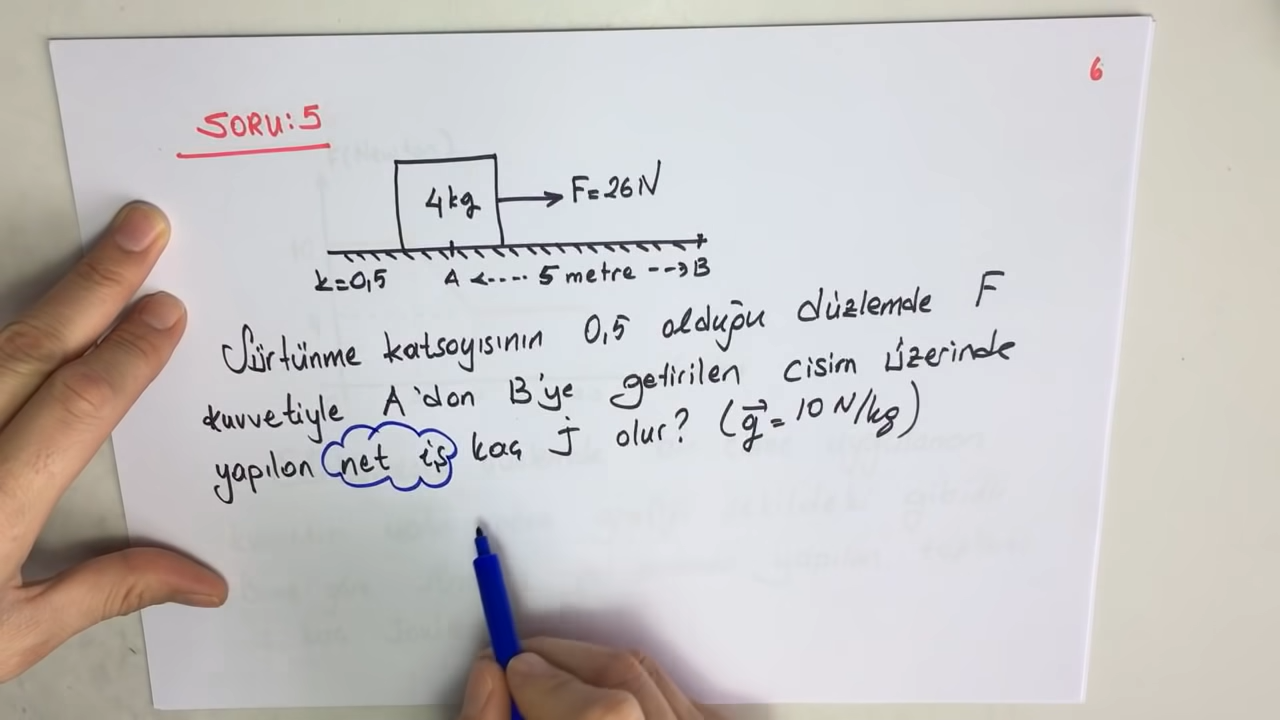 6
SORU:5
4kg
F=26N
k=0,5
A <---- 5 metre --> B
Sürtünme katsayısının 0,5 olduğu düzlemde F
kuvvetiyle A'dan B'ye getirilen cisim üzerinde
yapılan net iş kaç J olur? (g⃗=10 N/kg)